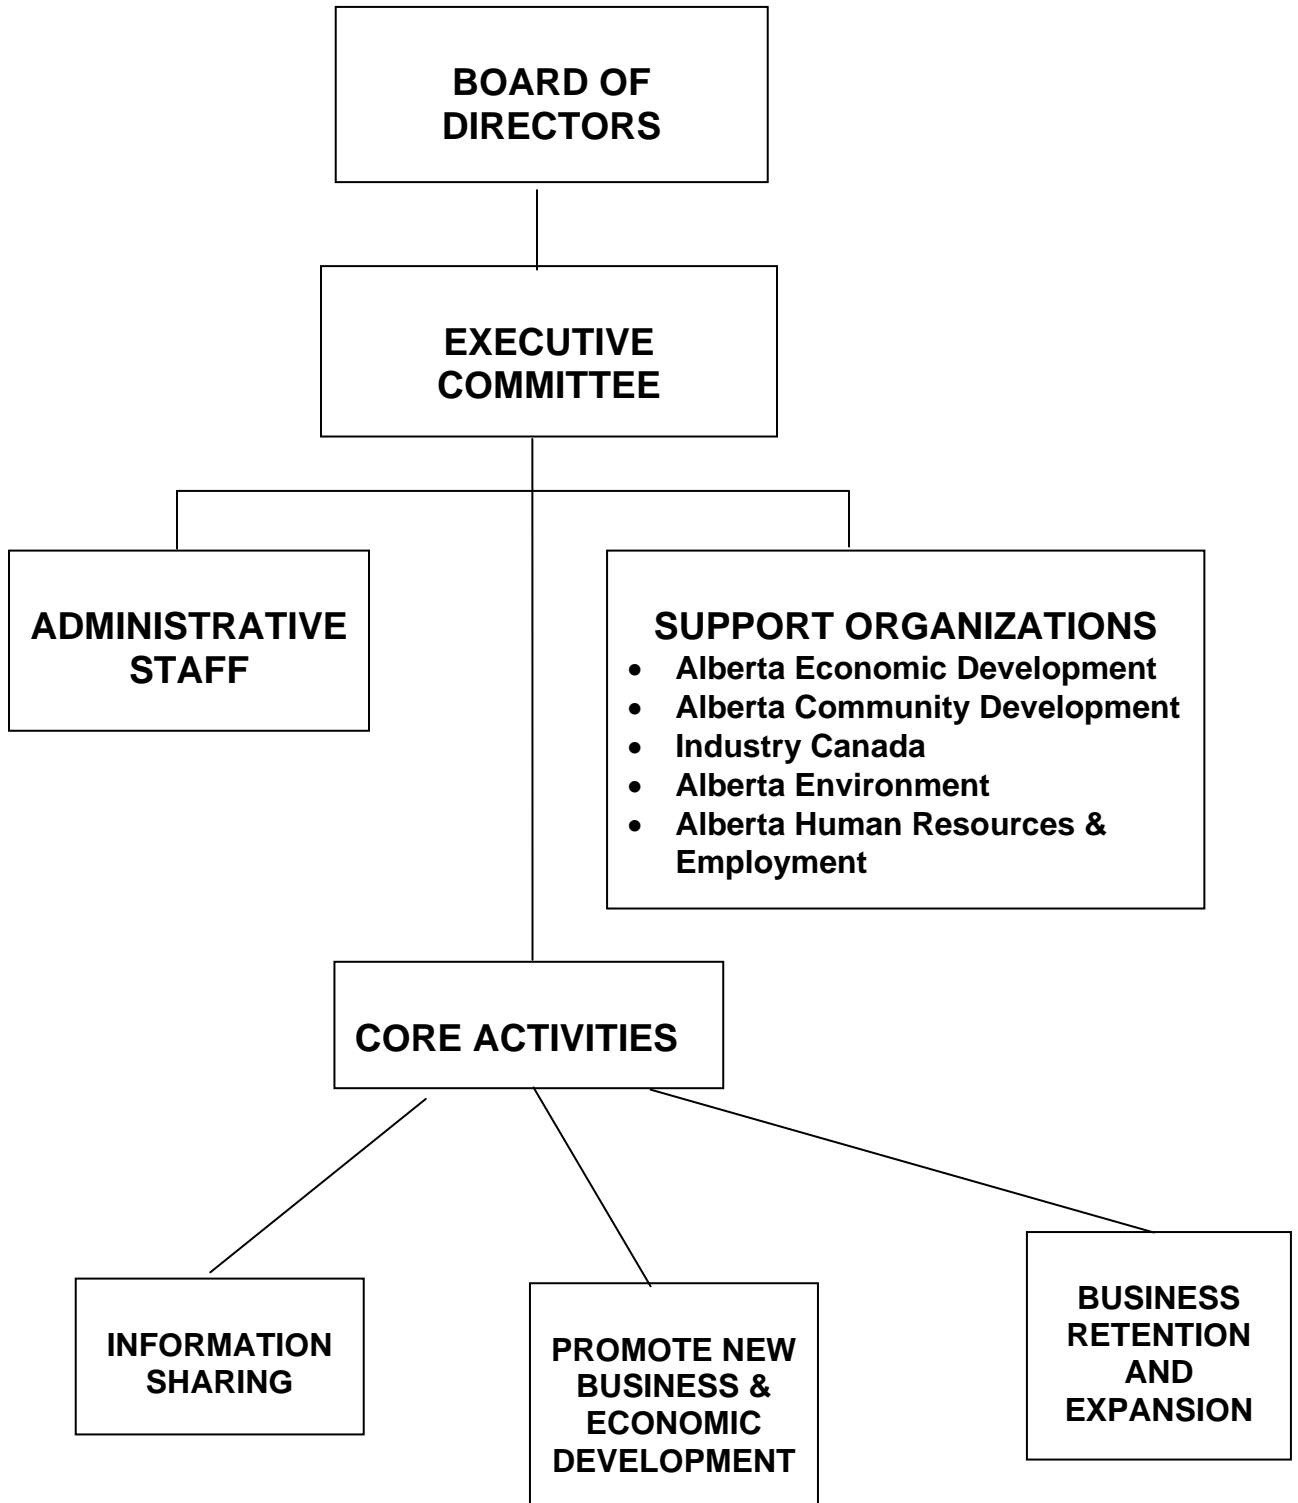 BOARD OF
DIRECTORS
EXECUTIVE
COMMITTEE
ADMINISTRATIVE
STAFF
SUPPORT ORGANIZATIONS
• Alberta Economic Development
• Alberta Community Development
• Industry Canada
• Alberta Environment
• Alberta Human Resources &
Employment
CORE ACTIVITIES
INFORMATION
SHARING
PROMOTE NEW
BUSINESS &
ECONOMIC
DEVELOPMENT
BUSINESS
RETENTION
AND
EXPANSION